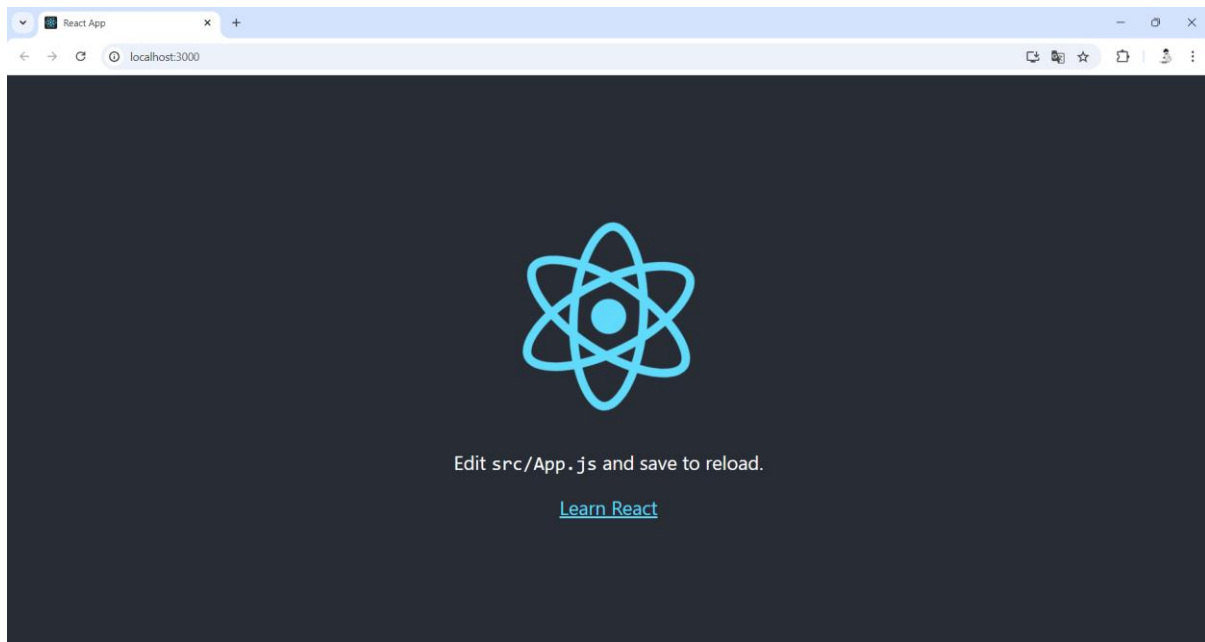 React App
localhost:3000
Edit src/App.js and save to reload.
Learn React